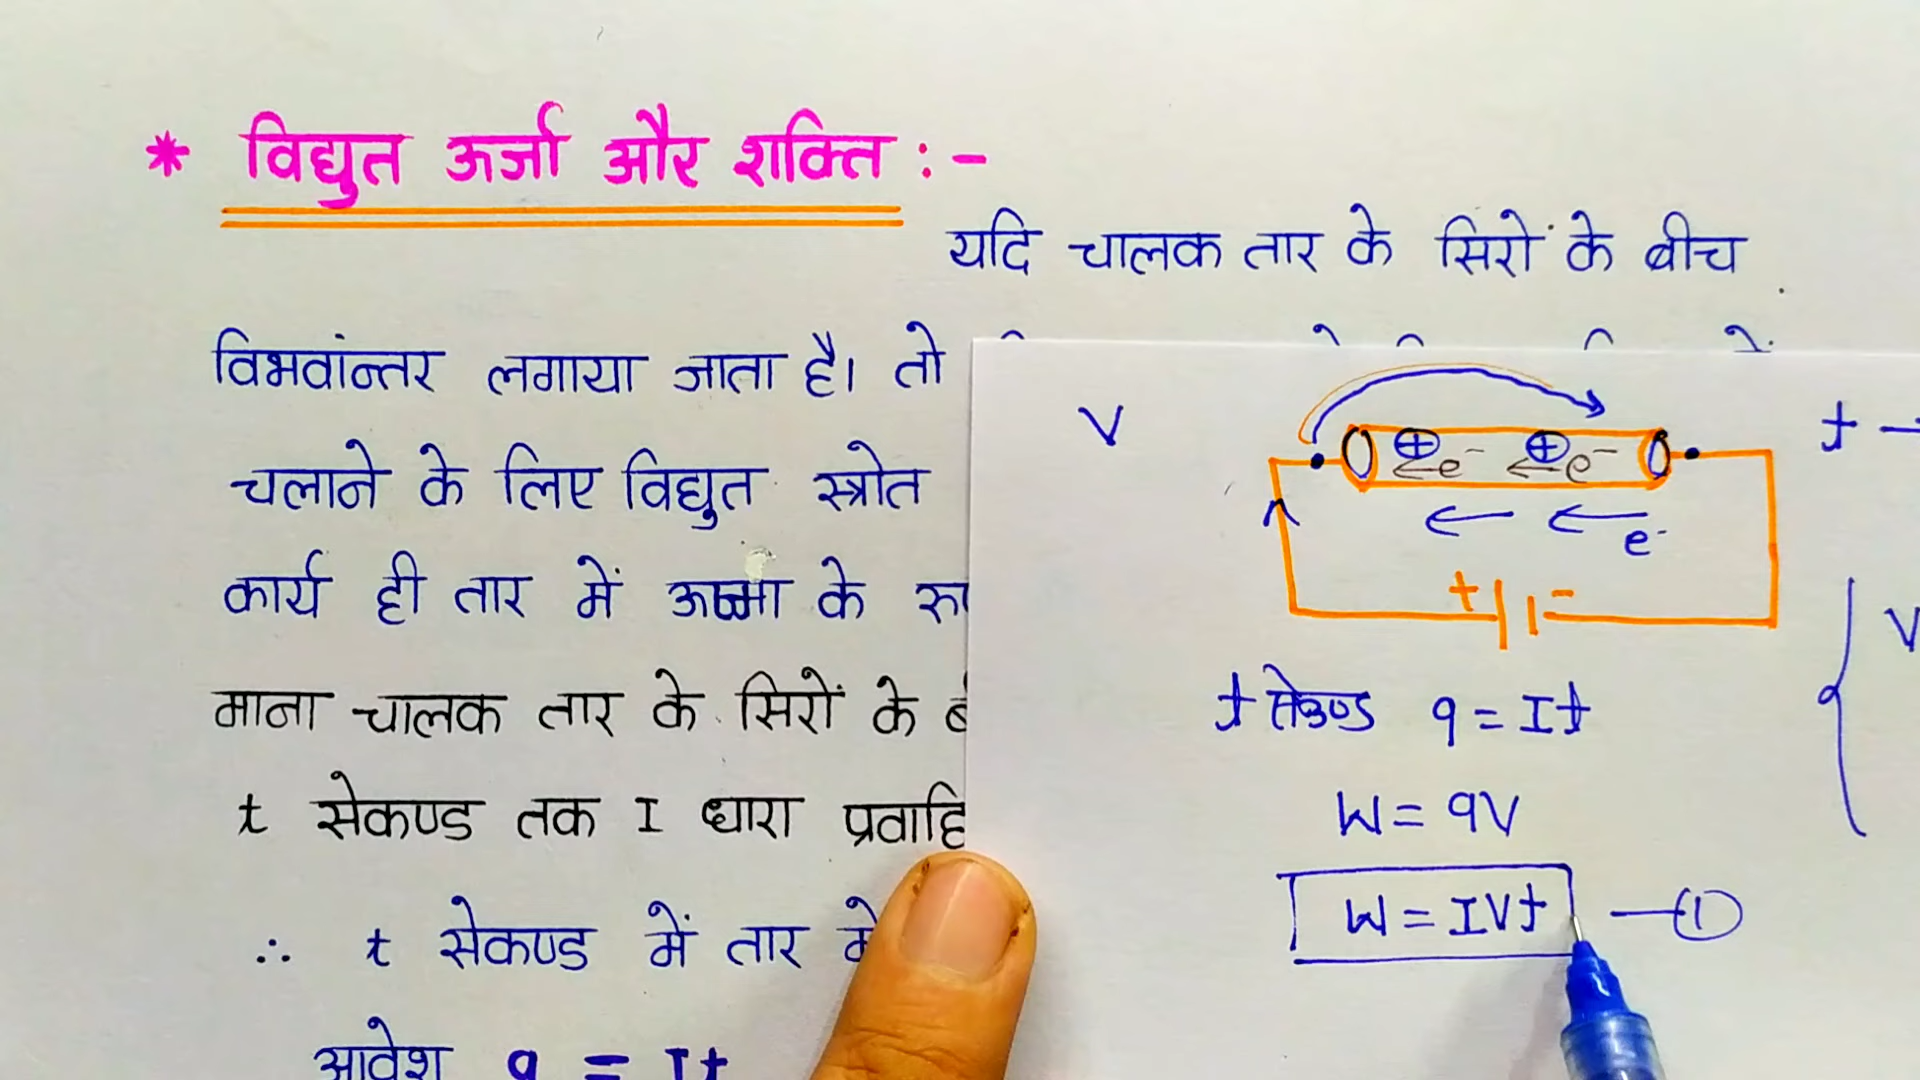 * विद्युत ऊर्जा और शक्ति :-
यदि चालक तार के सिरों के बीच
विभवांन्तर लगाया जाता है। तो
चलाने के लिए विद्युत स्त्रोत
कार्य ही तार में ऊष्मा के
माना चालक तार के सिरों के
t सेकण्ड तक I धारा प्रवाहि
∴ t सेकण्ड में तार में
आवेश q = It
V
t -
⊕ e⁻ ⊕ e⁻
e⁻
+ -
V
t सेकण्ड q = It
W = qV
W = IVt — ①